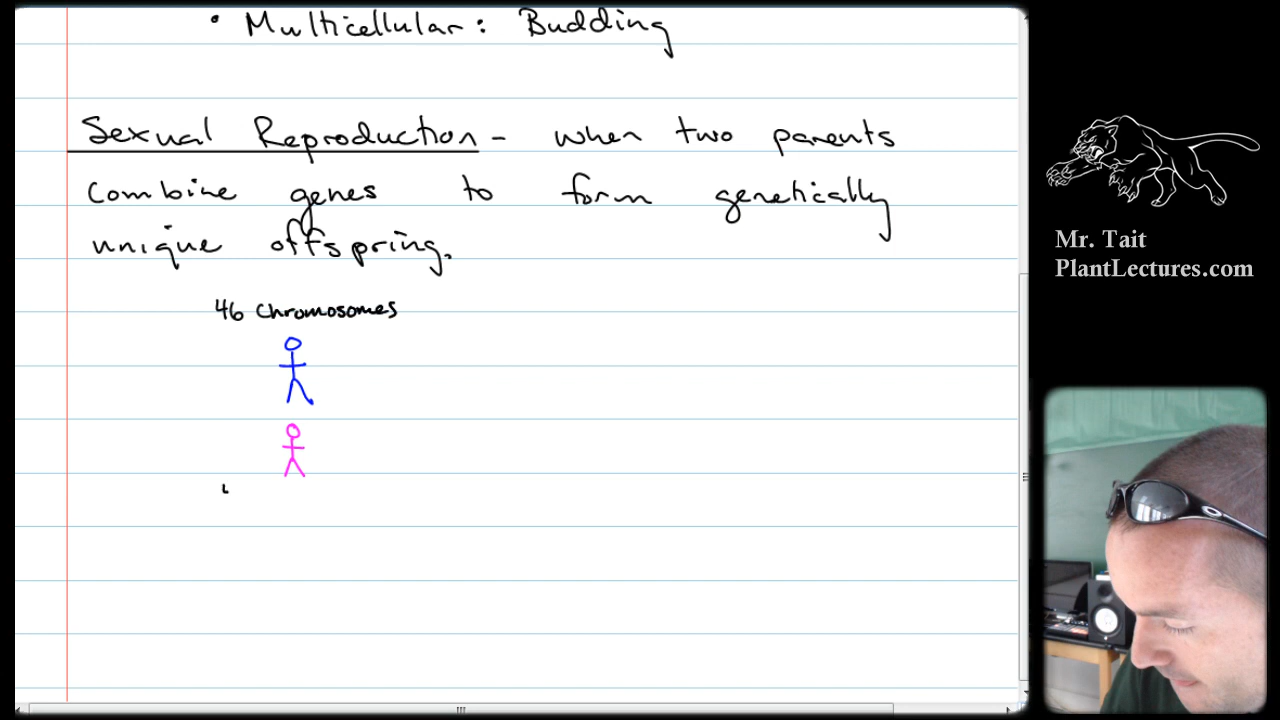 • Multicellular: Budding
Sexual Reproduction - when two parents
combine genes to form genetically
unique offspring.
46 Chromosomes
Mr. Tait
PlantLectures.com